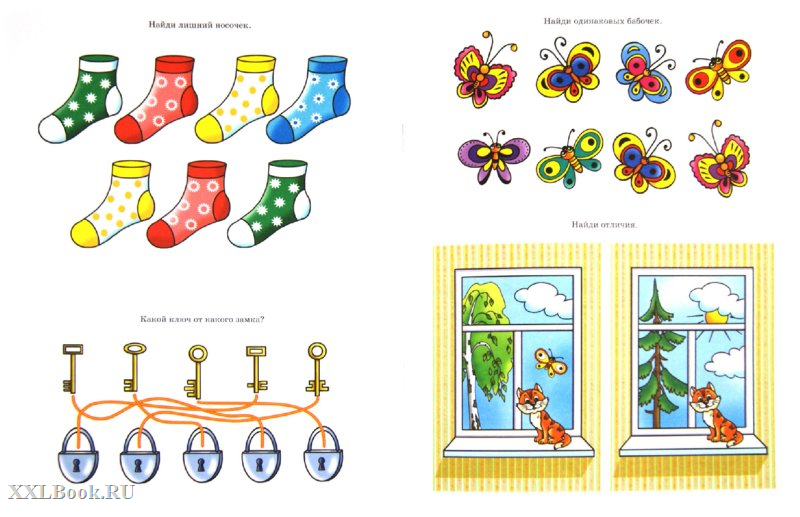 Найди лишний носочек.
Какой ключ от какого замка?
Найди одинаковых бабочек.
Найди отличия.
XXLBook.RU